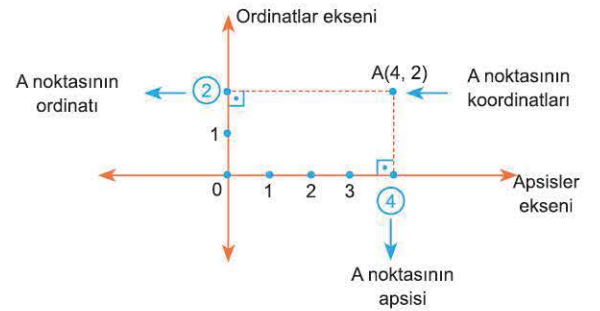 Ordinatlar ekseni
A noktasının
ordinatı
2
A(4, 2)
A noktasının
koordinatları
1
0
1
2
3
4
Apsisler
ekseni
A noktasının
apsisi